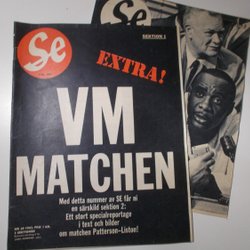 Se
SEKTION 1
EXTRA!
VM
MATCHEN
Med detta nummer av SE får ni
en särskild sektion 2:
Ett stort specialreportage
i text och bilder
om matchen Patterson-Liston!
Se